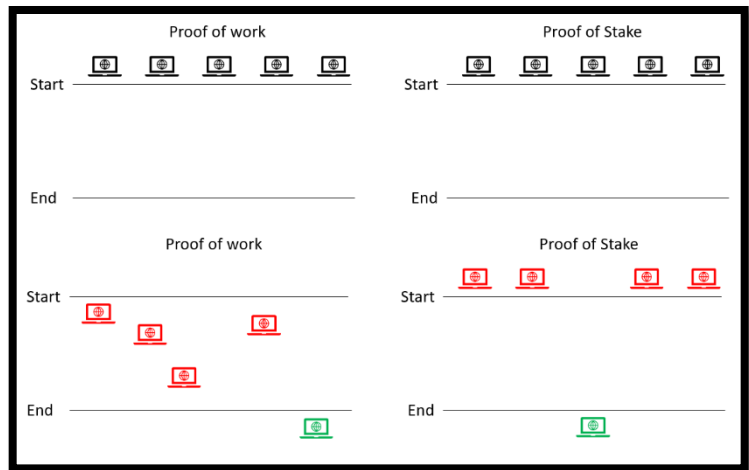 Proof of work
Proof of Stake
Start
Start
End
End
Proof of work
Proof of Stake
Start
Start
End
End